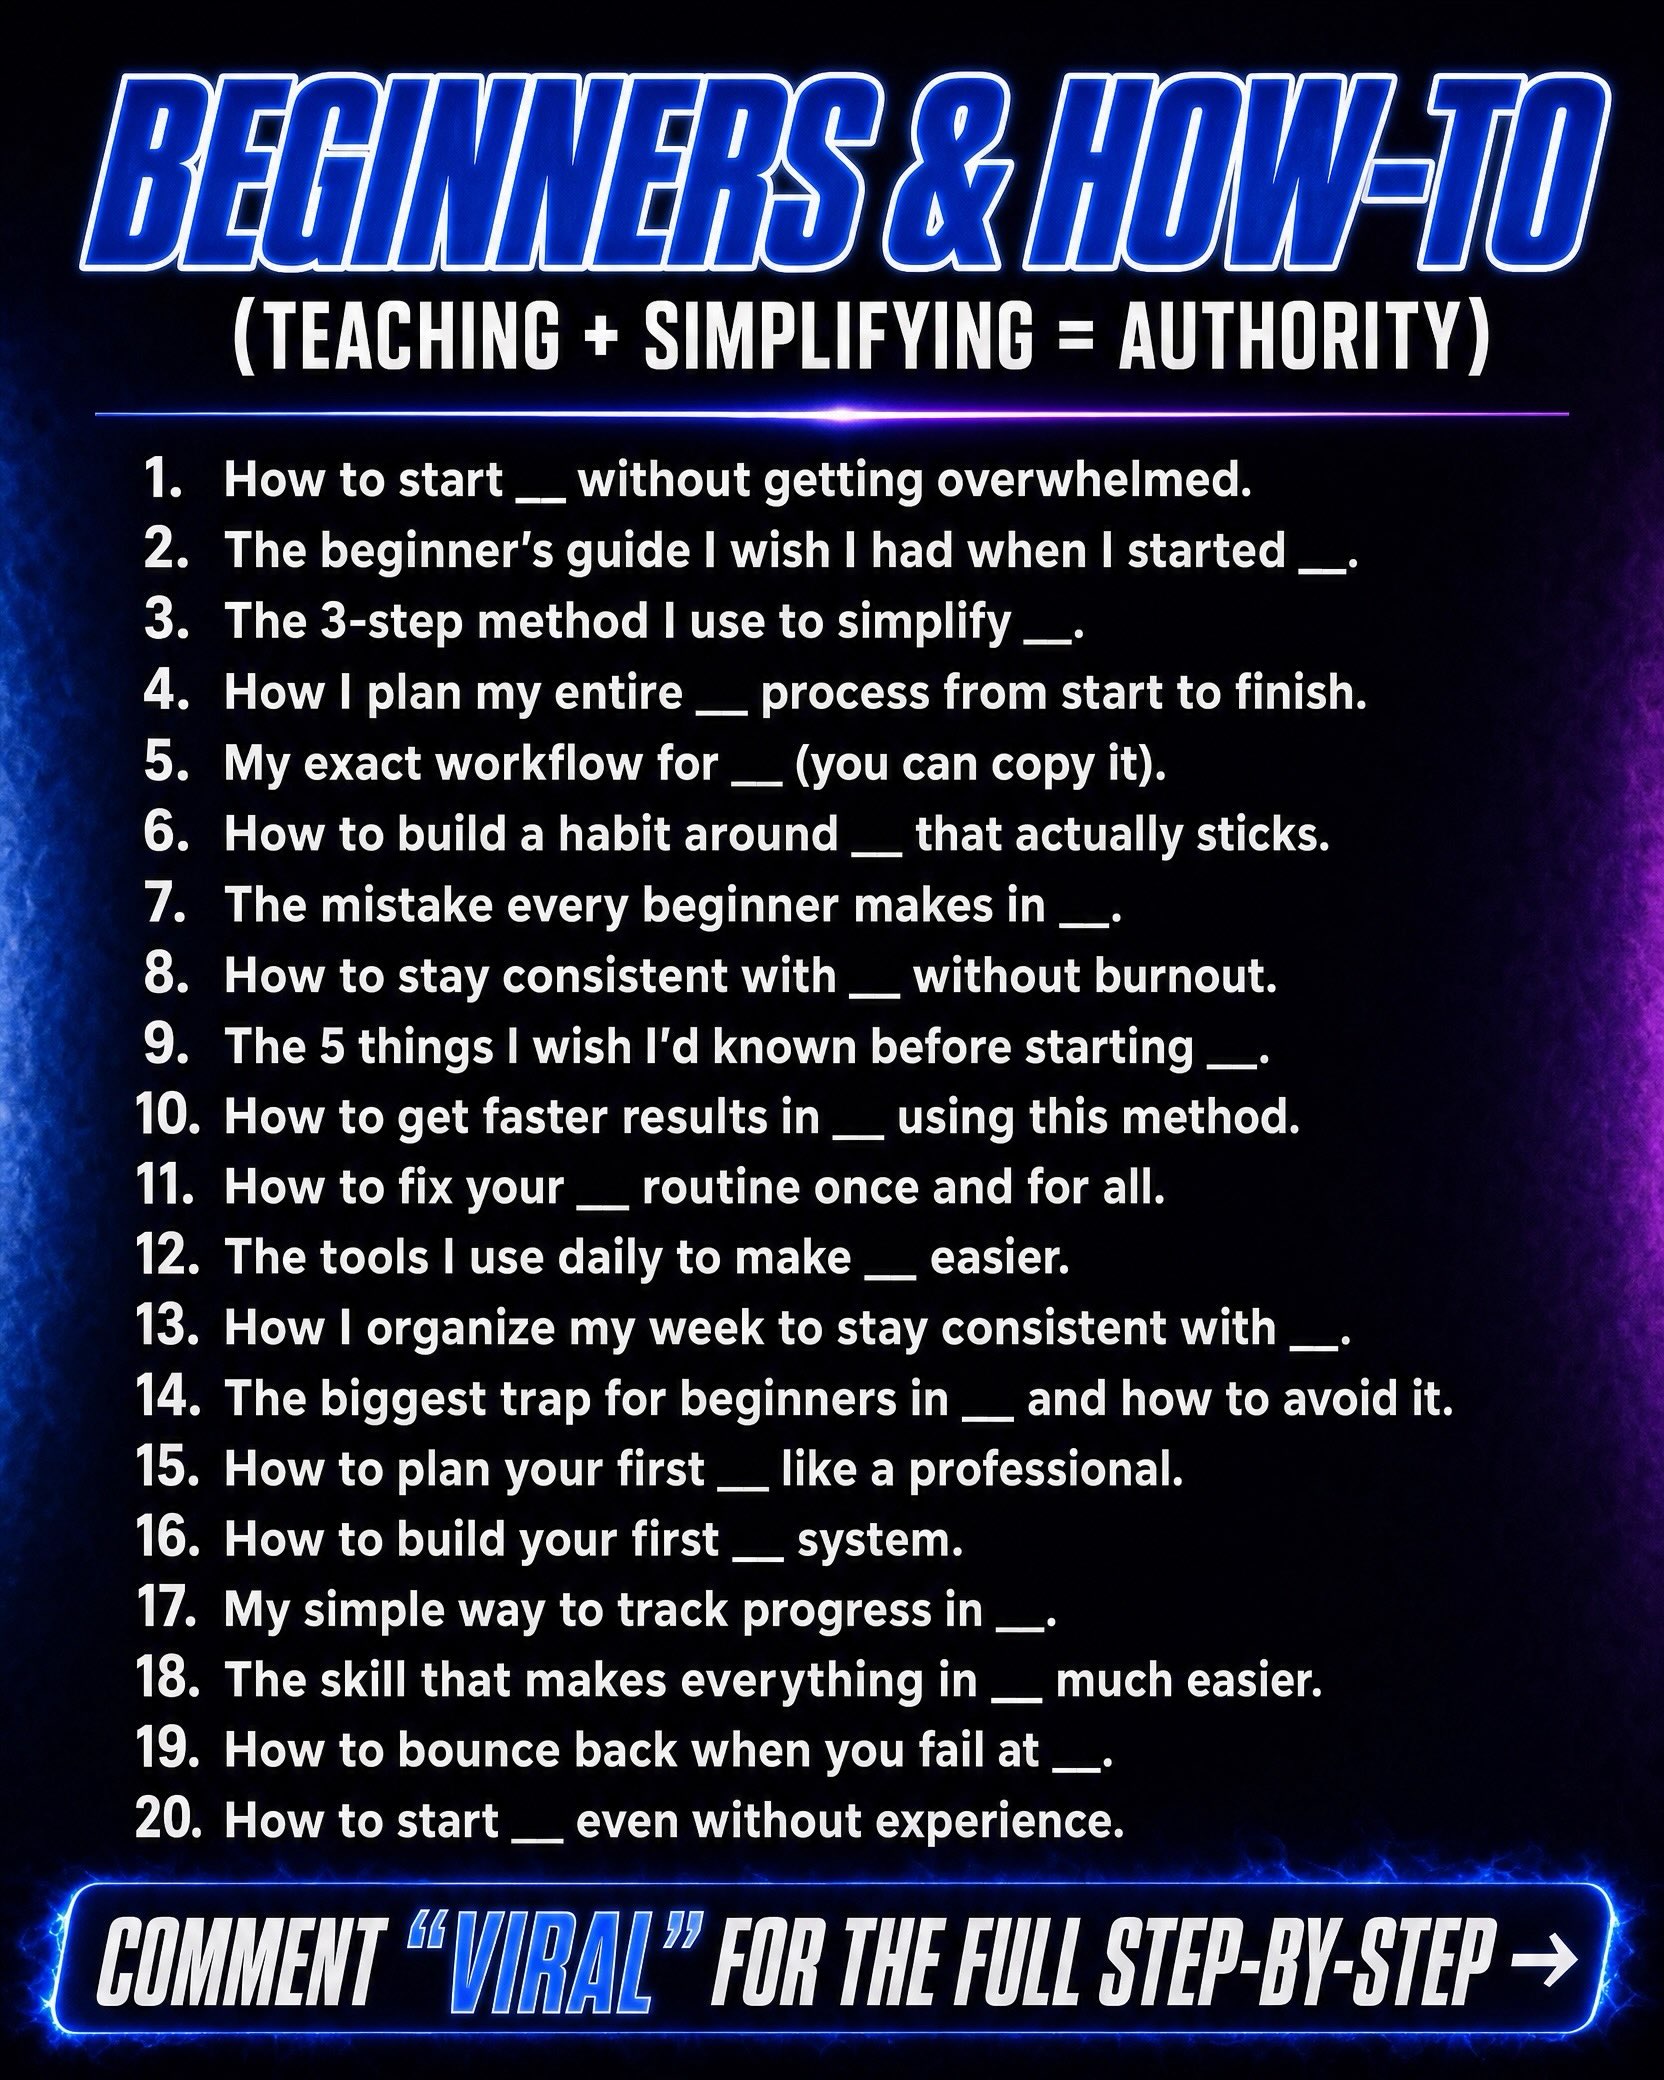 BEGINNERS & HOW-TO
(TEACHING + SIMPLIFYING = AUTHORITY)
1. How to start __ without getting overwhelmed.
2. The beginner’s guide I wish I had when I started __.
3. The 3-step method I use to simplify __.
4. How I plan my entire __ process from start to finish.
5. My exact workflow for __ (you can copy it).
6. How to build a habit around __ that actually sticks.
7. The mistake every beginner makes in __.
8. How to stay consistent with __ without burnout.
9. The 5 things I wish I’d known before starting __.
10. How to get faster results in __ using this method.
11. How to fix your __ routine once and for all.
12. The tools I use daily to make __ easier.
13. How I organize my week to stay consistent with __.
14. The biggest trap for beginners in __ and how to avoid it.
15. How to plan your first __ like a professional.
16. How to build your first __ system.
17. My simple way to track progress in __.
18. The skill that makes everything in __ much easier.
19. How to bounce back when you fail at __.
20. How to start __ even without experience.
COMMENT “VIRAL” FOR THE FULL STEP-BY-STEP →